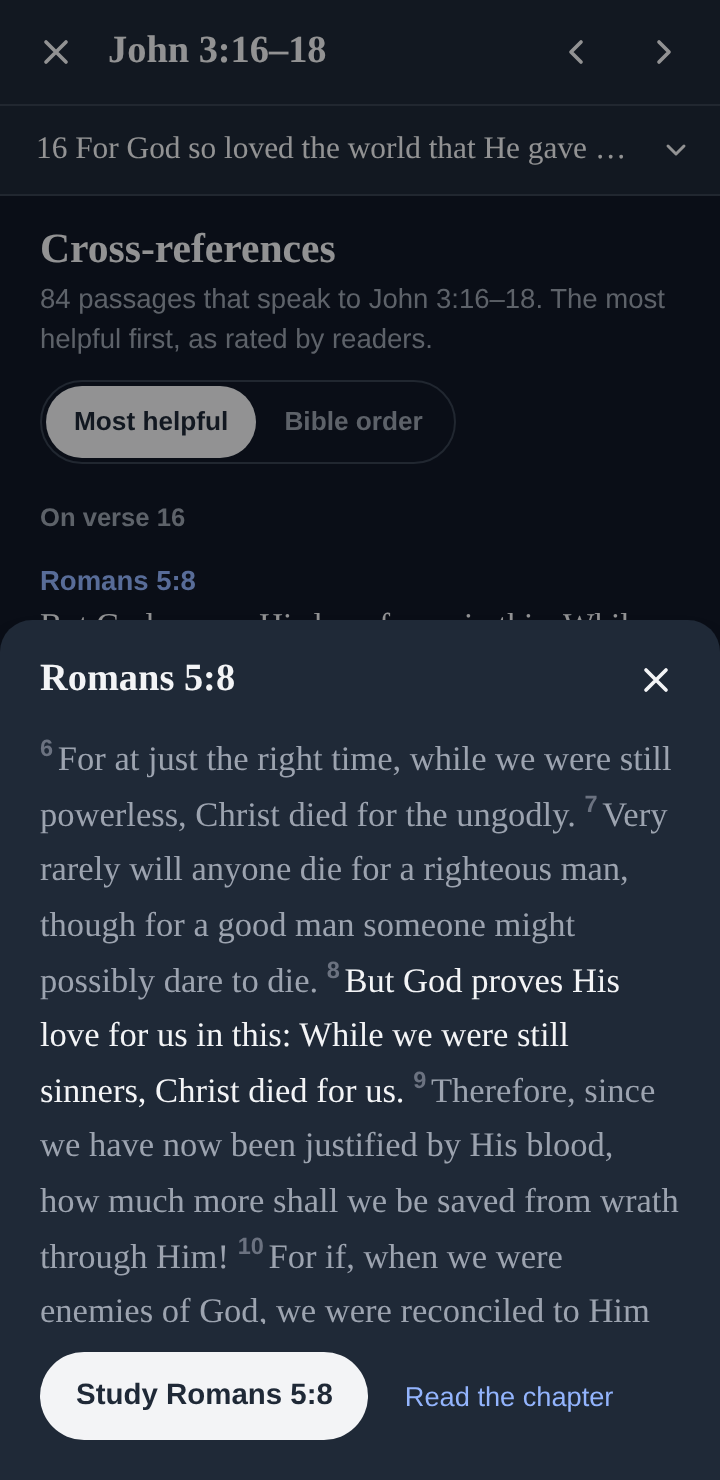 John 3:16–18
16 For God so loved the world that He gave …
Cross-references
84 passages that speak to John 3:16–18. The most
helpful first, as rated by readers.
Most helpful
Bible order
On verse 16
Romans 5:8
Romans 5:8
6 For at just the right time, while we were still
powerless, Christ died for the ungodly. 7 Very
rarely will anyone die for a righteous man,
though for a good man someone might
possibly dare to die. 8 But God proves His
love for us in this: While we were still
sinners, Christ died for us. 9 Therefore, since
we have now been justified by His blood,
how much more shall we be saved from wrath
through Him! 10 For if, when we were
enemies of God, we were reconciled to Him
Study Romans 5:8
Read the chapter